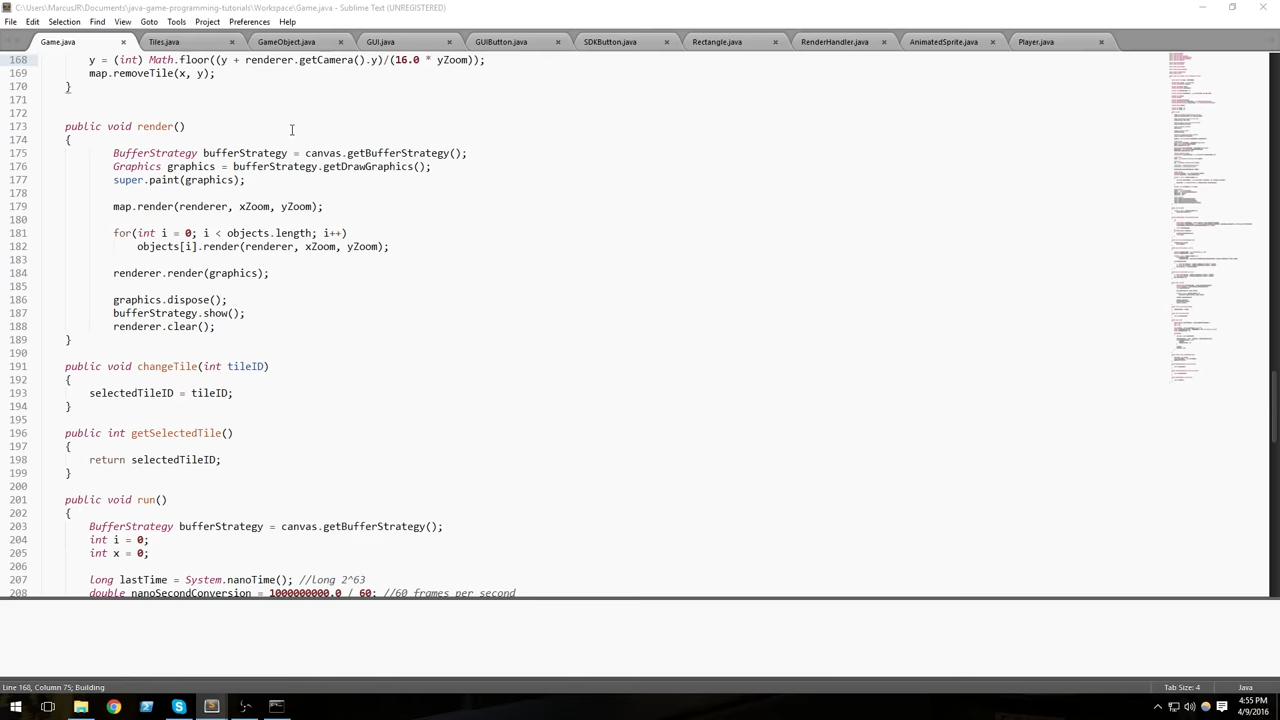 C:\Users\MarcusJR\Documents\java-game-programming-tutorials\Workspace\Game.java - Sublime Text (UNREGISTERED)
File Edit Selection Find View Goto Tools Project Preferences Help
Game.java Tiles.java GameObject.java GUI.java GUIButton.java SDKButton.java Rectangle.java RenderHandler.java AnimatedSprite.java Player.java
168 y = (int) Math.floor((y + renderer.getCamera().y)/(16.0 * yZoom));
169 map.removeTile(x, y);
170 }
171
172
173 public void render()
174 {
175 BufferStrategy bufferStrategy = canvas.getBufferStrategy();
176 Graphics graphics = bufferStrategy.getDrawGraphics();
177 super.paint(graphics);
178
179 map.render(renderer, xZoom, yZoom);
180
181 for(int i = 0; i < objects.length; i++)
182 objects[i].render(renderer, xZoom, yZoom);
183
184 renderer.render(graphics);
185
186 graphics.dispose();
187 bufferStrategy.show();
188 renderer.clear();
189 }
190
191 public void changeTile(int tileID)
192 {
193 selectedTileID = tileID;
194 }
195
196 public int getSelectedTile()
197 {
198 return selectedTileID;
199 }
200
201 public void run()
202 {
203 BufferStrategy bufferStrategy = canvas.getBufferStrategy();
204 int i = 0;
205 int x = 0;
206
207 long lastTime = System.nanoTime(); //long 2^63
208 double nanoSecondConversion = 1000000000.0 / 60; //60 frames per second
Line 168, Column 75; Building Tab Size: 4 Java
4:55 PM
4/9/2016